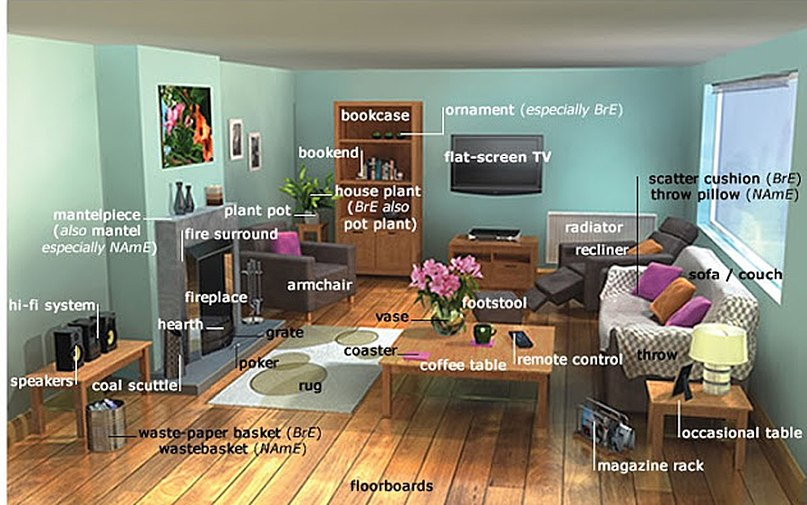 bookcase
ornament (especially BrE)
bookend
flat-screen TV
scatter cushion (BrE)
throw pillow (NAmE)
house plant
(BrE also
pot plant)
plant pot
mantelpiece
(also mantel
especially NAmE)
fire surround
radiator
recliner
sofa / couch
armchair
fireplace
footstool
hi-fi system
vase
hearth
grate
coaster
coffee table
remote control
throw
poker
speakers
coal scuttle
rug
waste-paper basket (BrE)
wastebasket (NAmE)
occasional table
magazine rack
floorboards